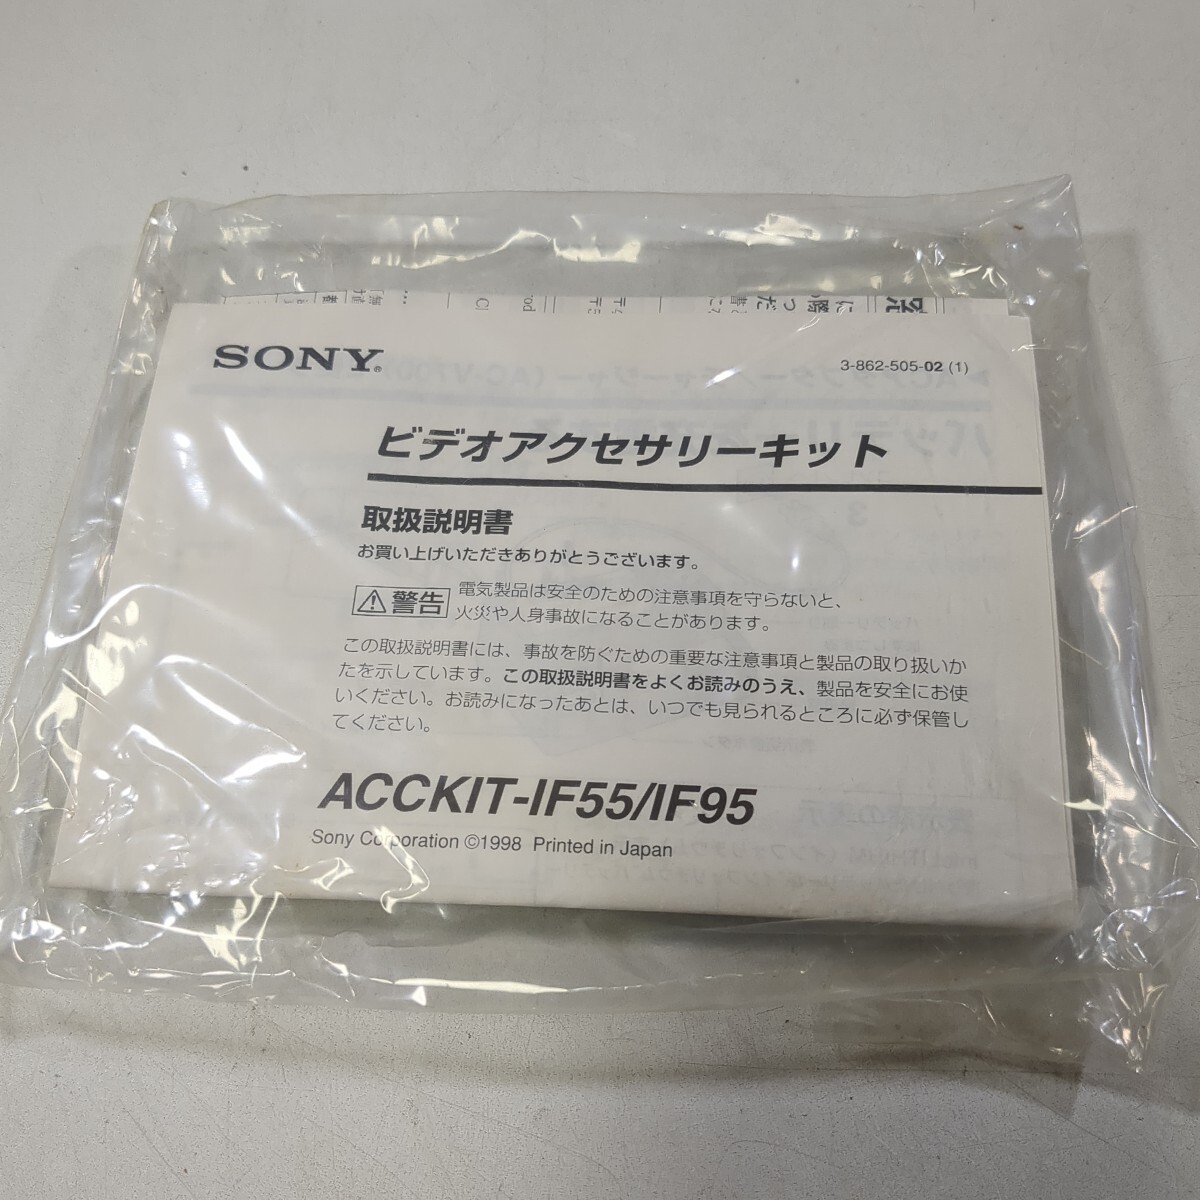 SONY®
3-862-505-02 (1)
ビデオアクセサリーキット
取扱説明書
お買い上げいただきありがとうございます。
警告
電気製品は安全のための注意事項を守らないと、
火災や人身事故になることがあります。
この取扱説明書には、事故を防ぐための重要な注意事項と製品の取り扱いか
たを示しています。この取扱説明書をよくお読みのうえ、製品を安全にお使
いください。お読みになったあとは、いつでも見られるところに必ず保管し
てください。
ACCKIT-IF55/IF95
Sony Corporation ©1998 Printed in Japan